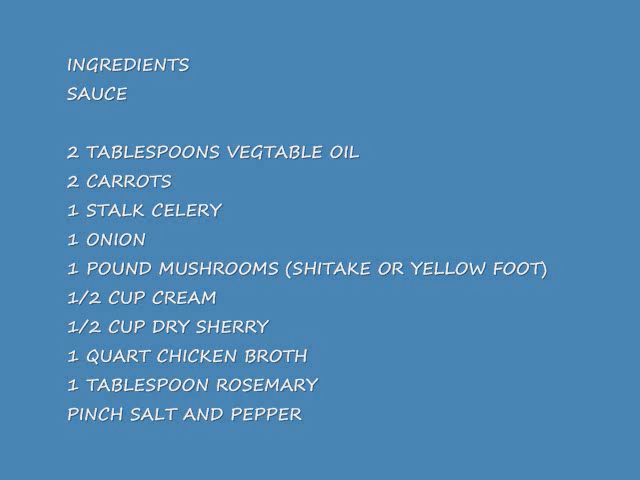 INGREDIENTS
SAUCE
2 TABLESPOONS VEGTABLE OIL
2 CARROTS
1 STALK CELERY
1 ONION
1 POUND MUSHROOMS (SHITAKE OR YELLOW FOOT)
1/2 CUP CREAM
1/2 CUP DRY SHERRY
1 QUART CHICKEN BROTH
1 TABLESPOON ROSEMARY
PINCH SALT AND PEPPER